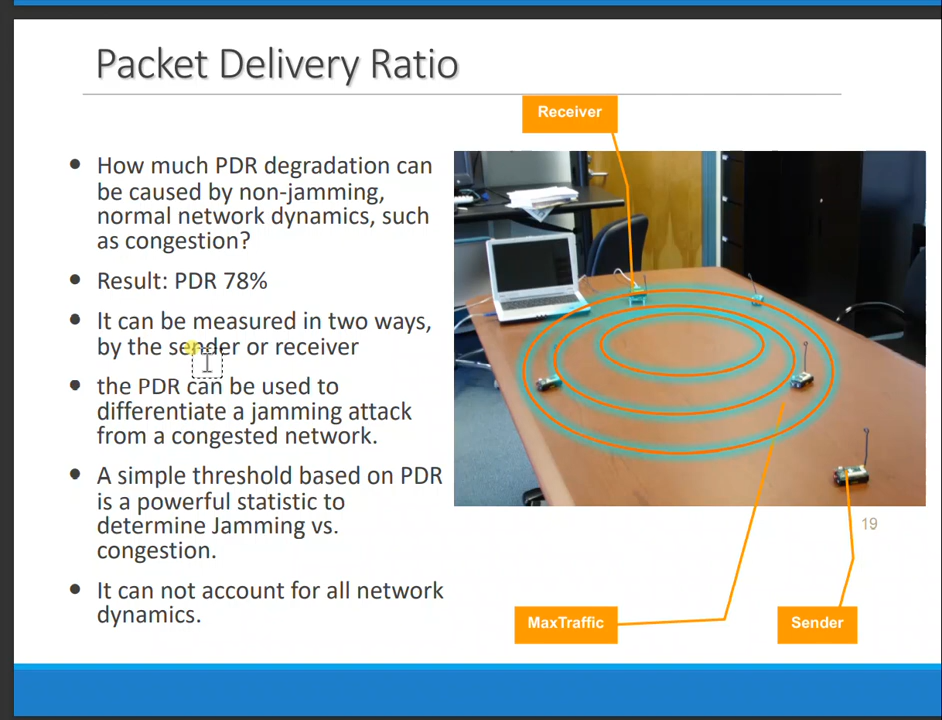 Packet Delivery Ratio
Receiver
How much PDR degradation can
be caused by non-jamming,
normal network dynamics, such
as congestion?
Result: PDR 78%
It can be measured in two ways,
by the sender or receiver
the PDR can be used to
differentiate a jamming attack
from a congested network.
A simple threshold based on PDR
is a powerful statistic to
determine Jamming vs.
congestion.
It can not account for all network
dynamics.
19
MaxTraffic
Sender